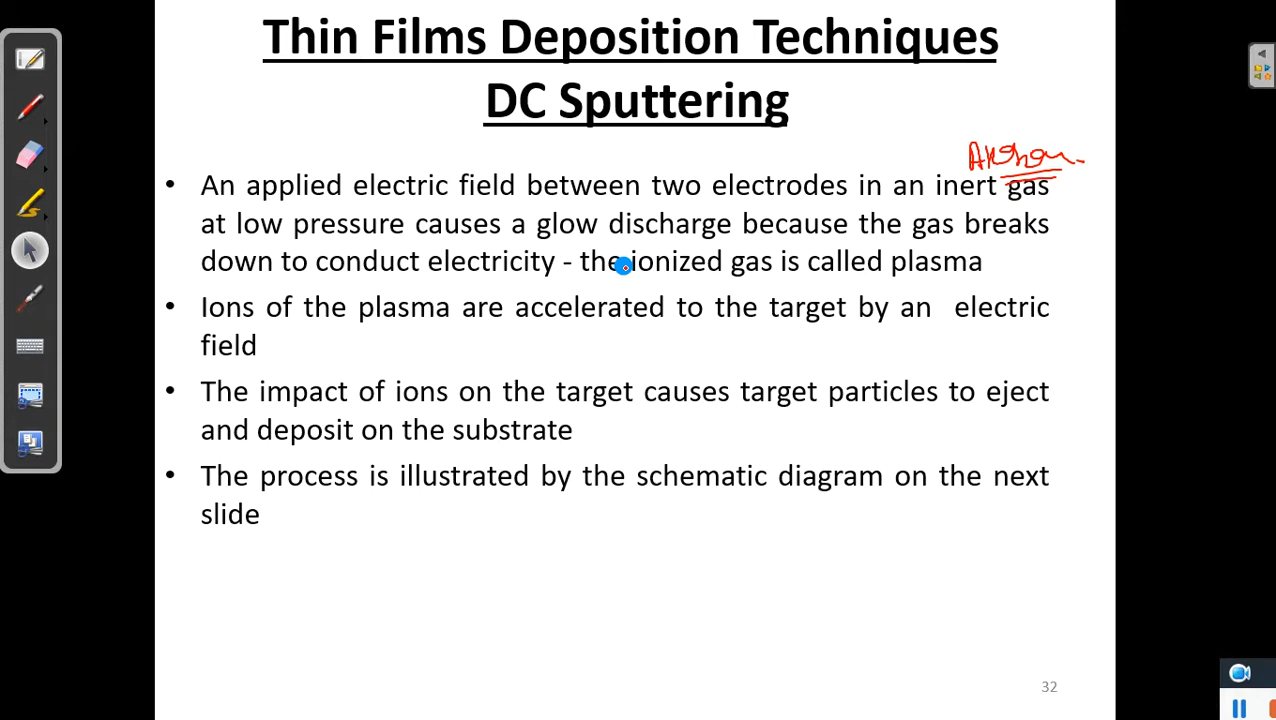 Thin Films Deposition Techniques
DC Sputtering
• An applied electric field between two electrodes in an inert gas
at low pressure causes a glow discharge because the gas breaks
down to conduct electricity - the ionized gas is called plasma
• Ions of the plasma are accelerated to the target by an electric
field
• The impact of ions on the target causes target particles to eject
and deposit on the substrate
• The process is illustrated by the schematic diagram on the next
slide
32